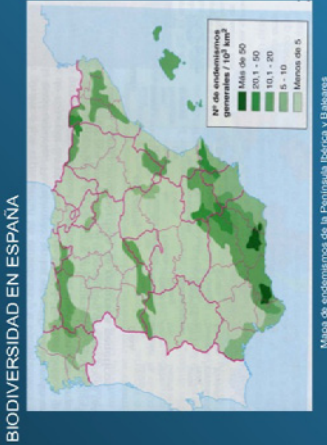 BIODIVERSIDAD EN ESPAÑA
Nº de endemismos
generales / 10³ km²
Más de 50
20,1 - 50
10,1 - 20
5 - 10
Menos de 5
Mapa de endemismos de la Península Ibérica y Baleares